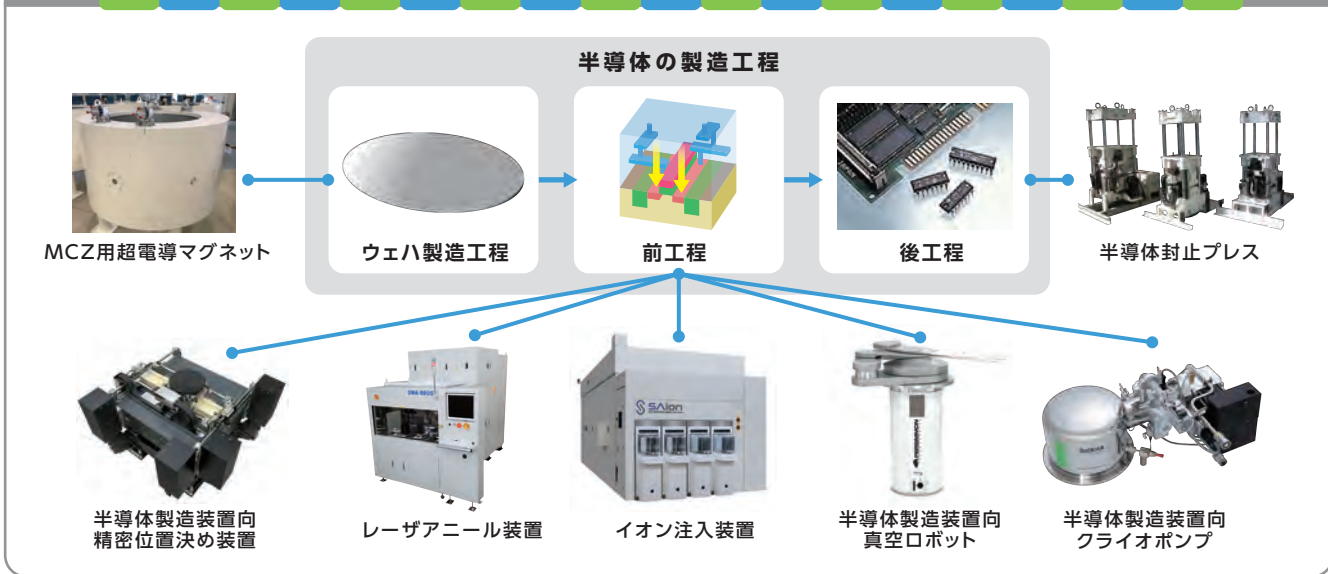 半導体の製造工程
MCZ用超電導マグネット
ウェハ製造工程
前工程
後工程
半導体封止プレス
SAion
半導体製造装置向
精密位置決め装置
レーザアニール装置
イオン注入装置
半導体製造装置向
真空ロボット
半導体製造装置向
クライオポンプ